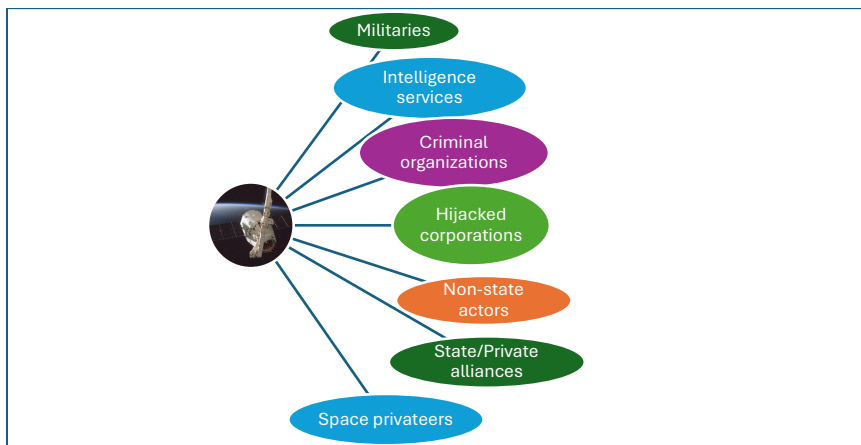 Militaries
Intelligence
services
Criminal
organizations
Hijacked
corporations
Non-state
actors
State/Private
alliances
Space privateers